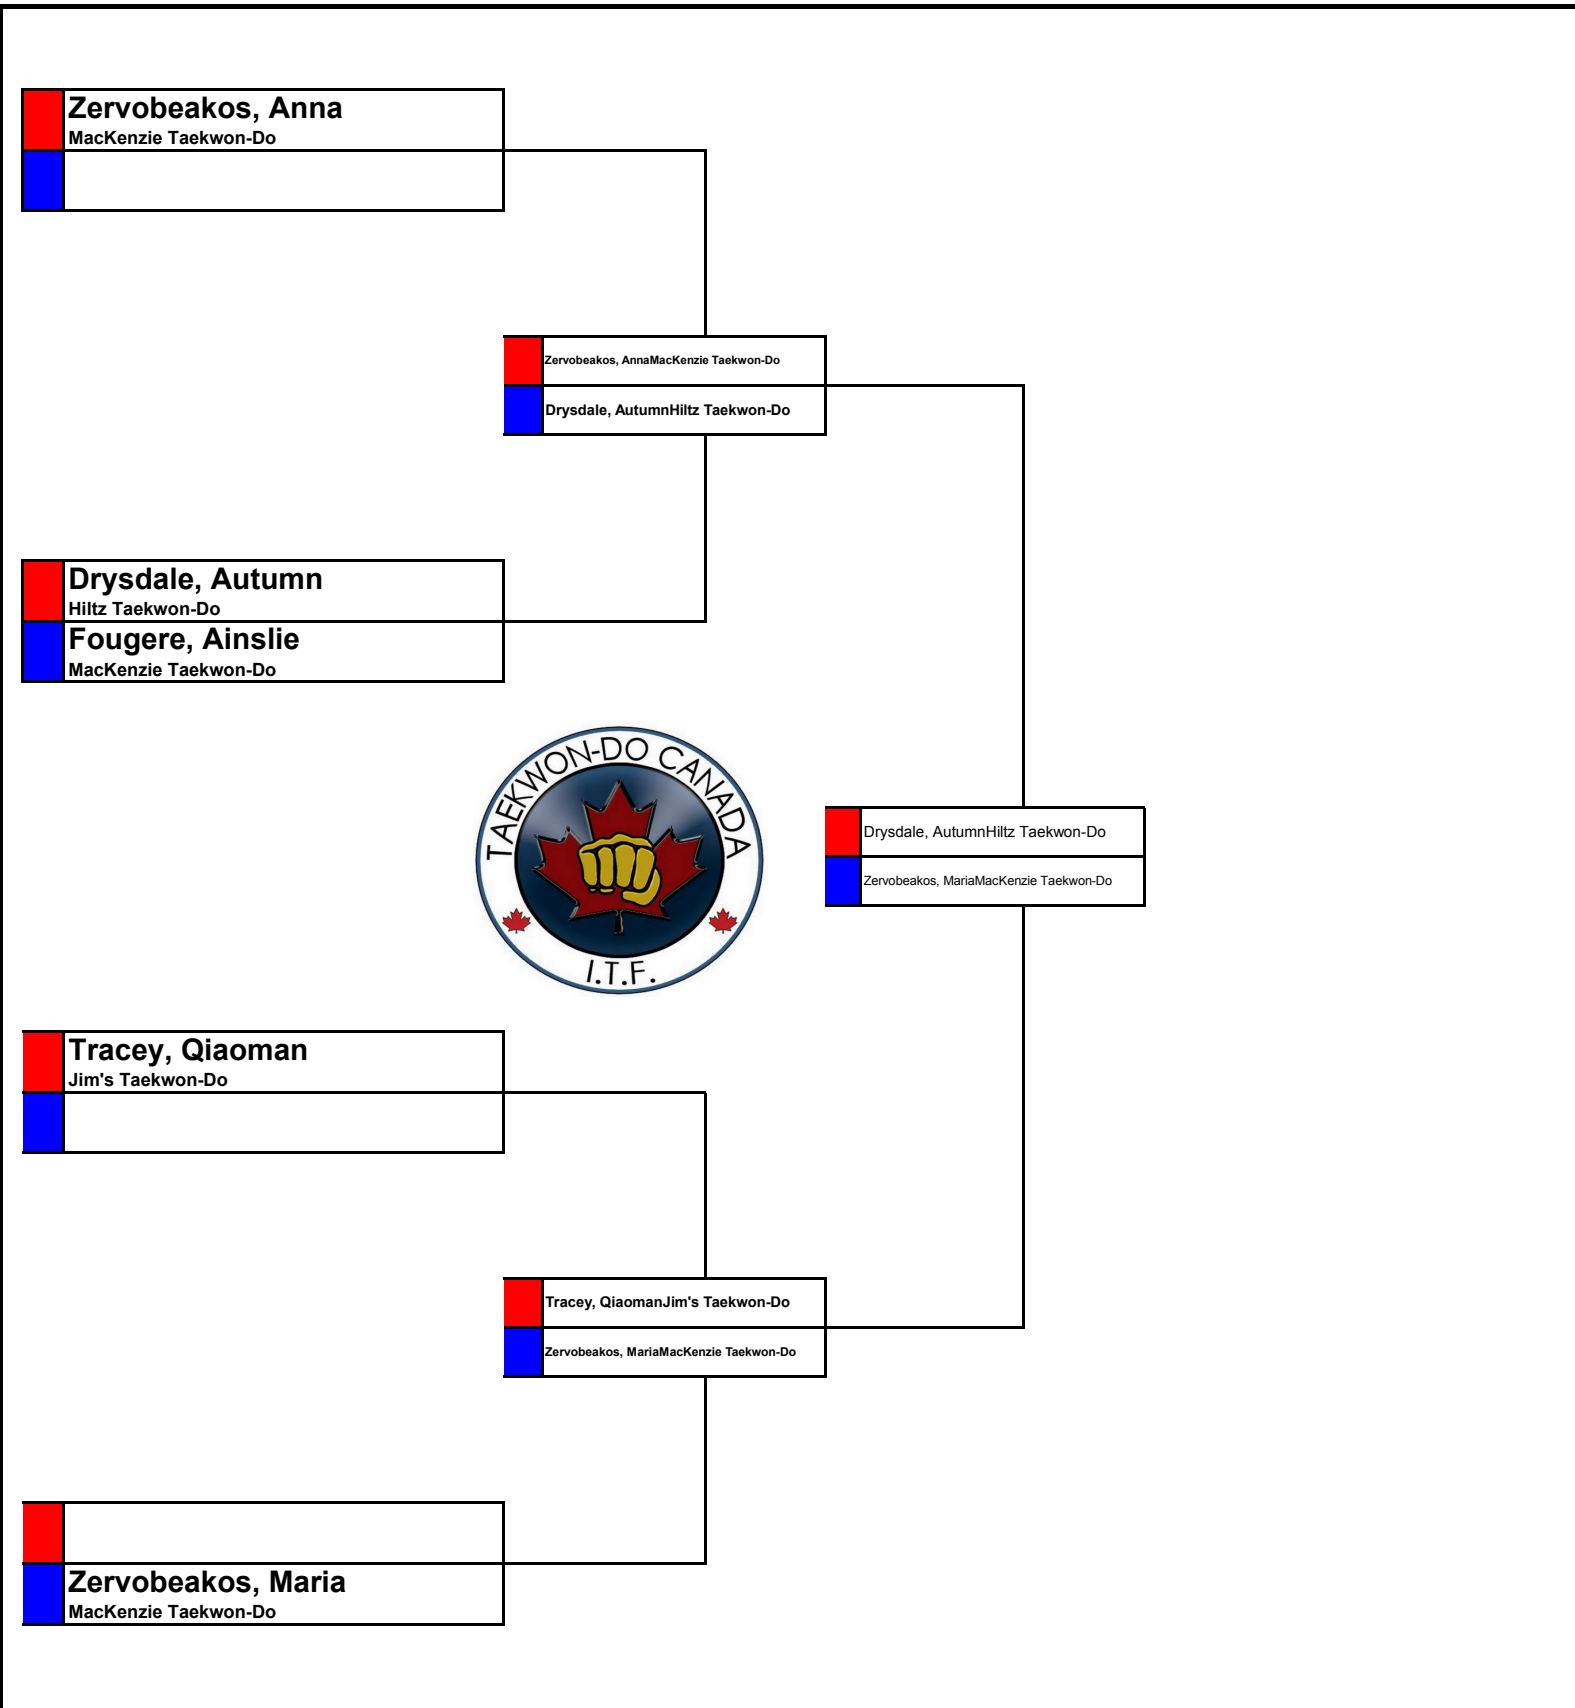 Zervobeakos, Anna
MacKenzie Taekwon-Do
Zervobeakos, AnnaMacKenzie Taekwon-Do
Drysdale, AutumnHiltz Taekwon-Do
Drysdale, Autumn
Hiltz Taekwon-Do
Fougere, Ainslie
MacKenzie Taekwon-Do
TAEKWON-DO CANADA
I.T.F.
Drysdale, AutumnHiltz Taekwon-Do
Zervobeakos, MariaMacKenzie Taekwon-Do
Tracey, Qiaoman
Jim's Taekwon-Do
Tracey, QiaomanJim's Taekwon-Do
Zervobeakos, MariaMacKenzie Taekwon-Do
Zervobeakos, Maria
MacKenzie Taekwon-Do